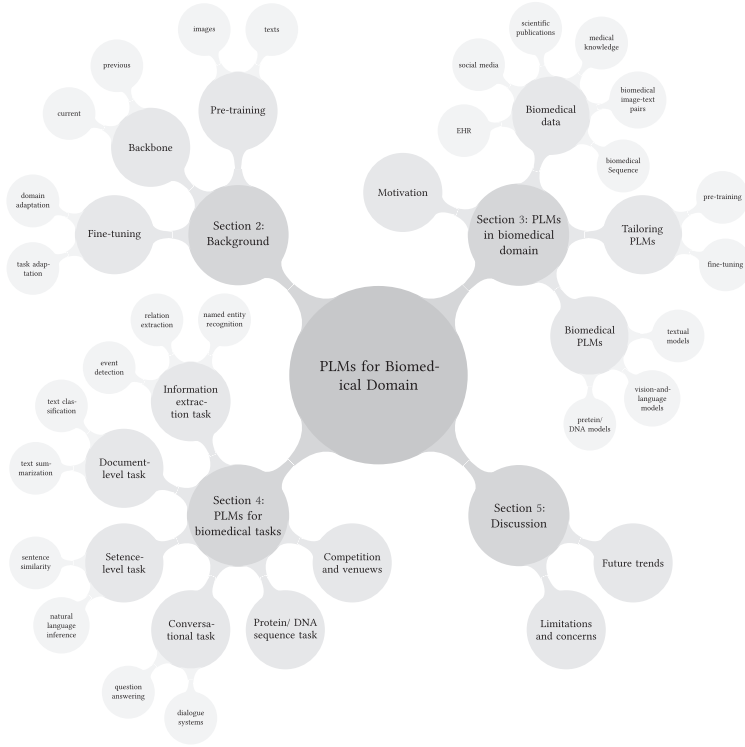 PLMs for Biomed-
ical Domain
Section 2:
Background
Pre-training
images
texts
Backbone
previous
current
Fine-tuning
domain
adaptation
task adap-
tation
Section 3: PLMs
in biomedical
domain
Motivation
Biomedical
data
EHR
social media
scientific
publications
medical
knowledge
biomedical
image-text
pairs
biomedical
Sequence
Tailoring
PLMs
pre-training
fine-tuning
Biomedical
PLMs
textual
models
vision-and-
language
models
pretein/
DNA models
Section 4:
PLMs for
biomedical tasks
Information
extrac-
tion task
named entity
recognition
relation
extraction
event
detection
Document-
level task
text clas-
sification
text sum-
marization
Setence-
level task
sentence
similarity
natural
language
inference
Conversa-
tional task
question
answering
dialogue
systems
Protein/ DNA
sequence task
Competition
and venuews
Section 5:
Discussion
Future trends
Limitations
and concerns